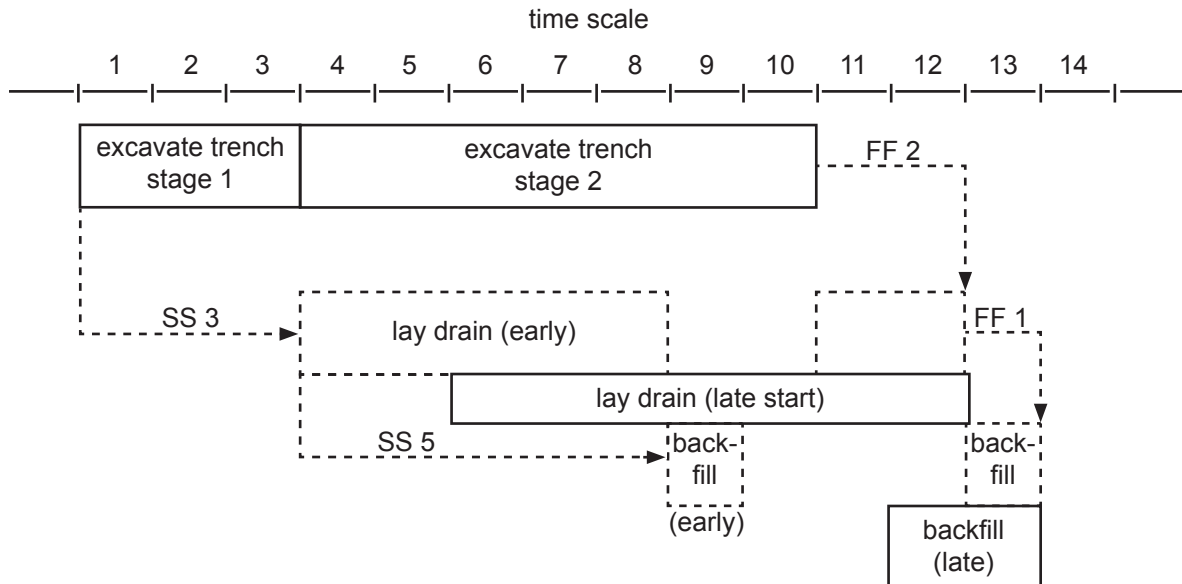 time scale
1 2 3 4 5 6 7 8 9 10 11 12 13 14
excavate trench
stage 1
excavate trench
stage 2
FF 2
SS 3
lay drain (early)
FF 1
lay drain (late start)
SS 5
back-
fill
(early)
back-
fill
backfill
(late)